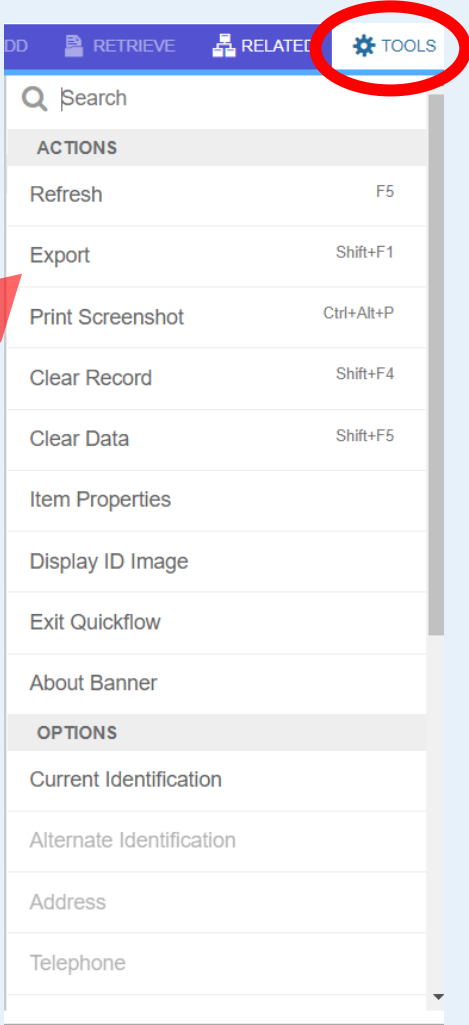 DD RETRIEVE RELATED TOOLS
Search
ACTIONS
Refresh F5
Export Shift+F1
Print Screenshot Ctrl+Alt+P
Clear Record Shift+F4
Clear Data Shift+F5
Item Properties
Display ID Image
Exit Quickflow
About Banner
OPTIONS
Current Identification
Alternate Identification
Address
Telephone